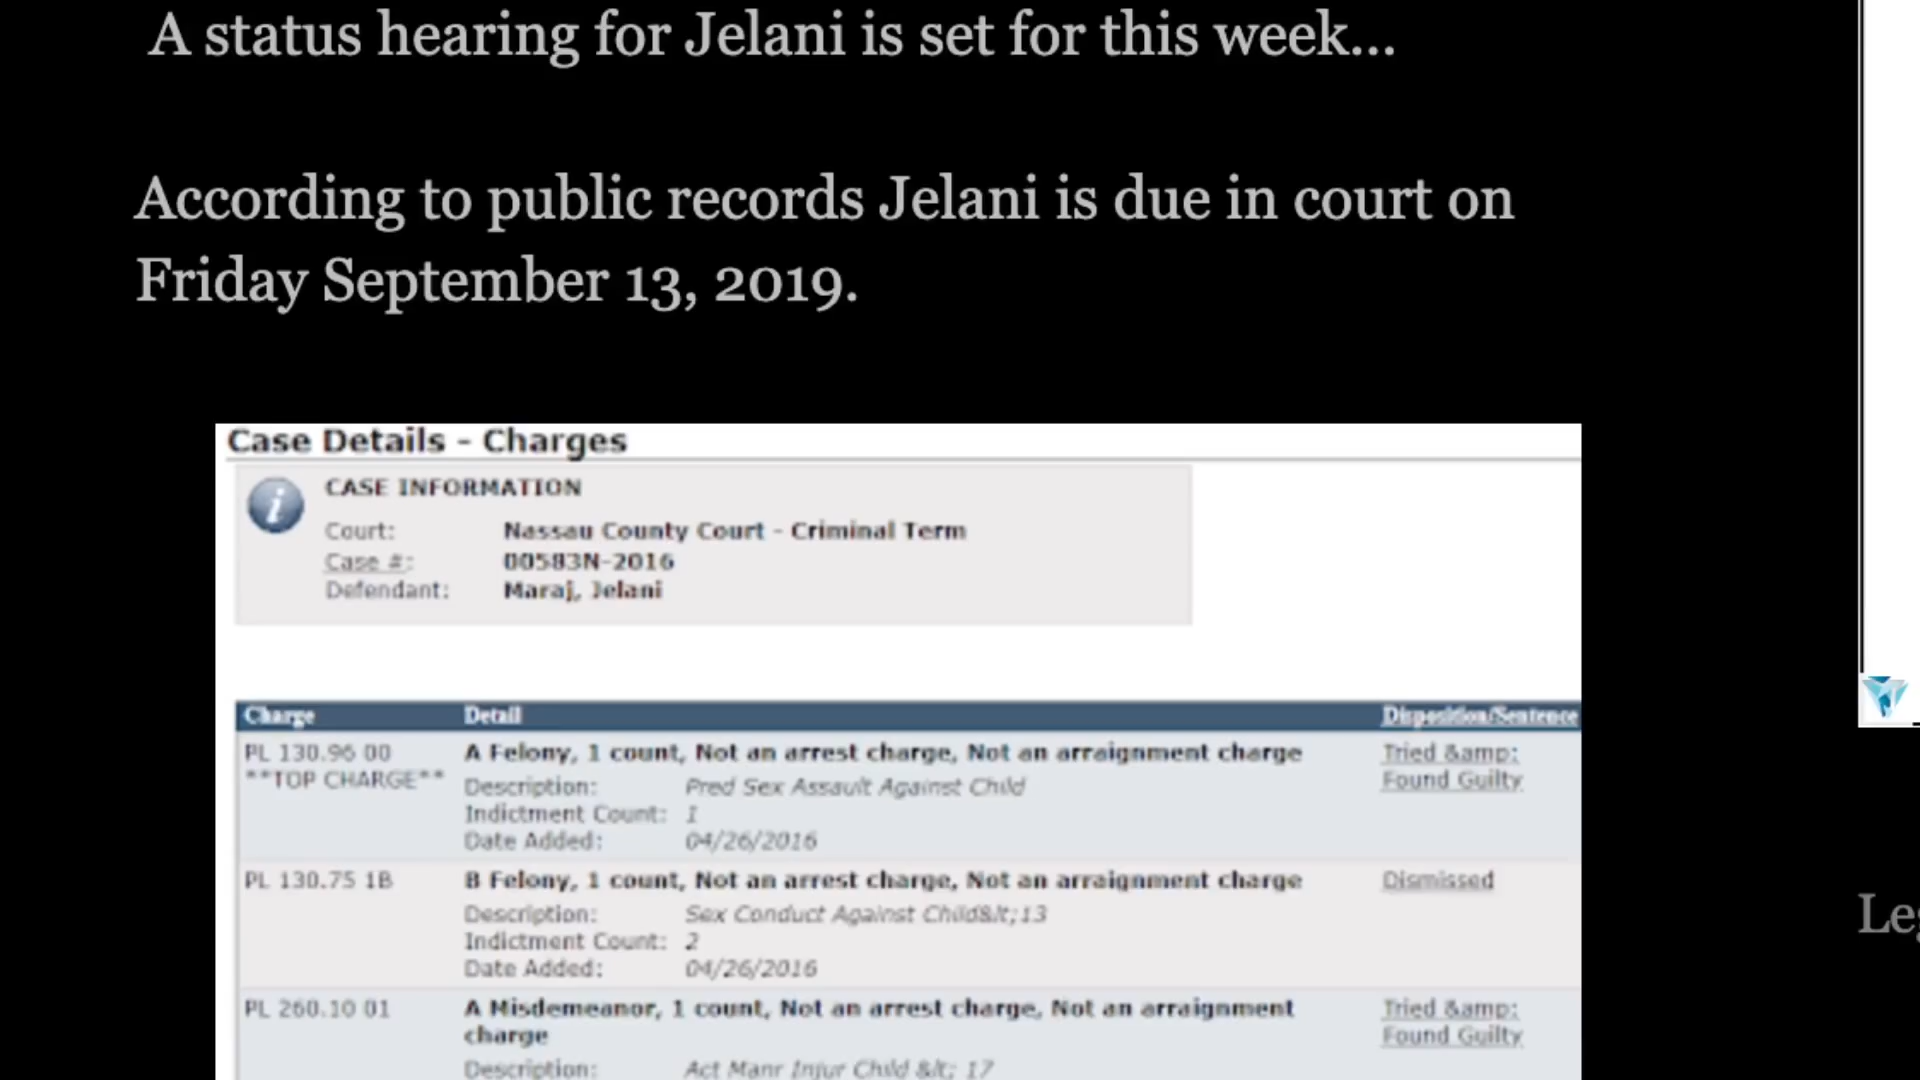 A status hearing for Jelani is set for this week...
According to public records Jelani is due in court on
Friday September 13, 2019.
Case Details - Charges
CASE INFORMATION
Court: Nassau County Court - Criminal Term
Case #: 00583N-2016
Defendant: Maraj, Jelani
Charge Detail Disposition/Sentence
PL 130.96 00 A Felony, 1 count, Not an arrest charge, Not an arraignment charge Tried &amp;
**TOP CHARGE** Description: Pred Sex Assault Against Child Found Guilty
Indictment Count: 1
Date Added: 04/26/2016
PL 130.75 1B B Felony, 1 count, Not an arrest charge, Not an arraignment charge Dismissed
Description: Sex Conduct Against Child&lt;13
Indictment Count: 2
Date Added: 04/26/2016
PL 260.10 01 A Misdemeanor, 1 count, Not an arrest charge, Not an arraignment Tried &amp;
charge Found Guilty
Description: Act Manr Injur Child &lt; 17